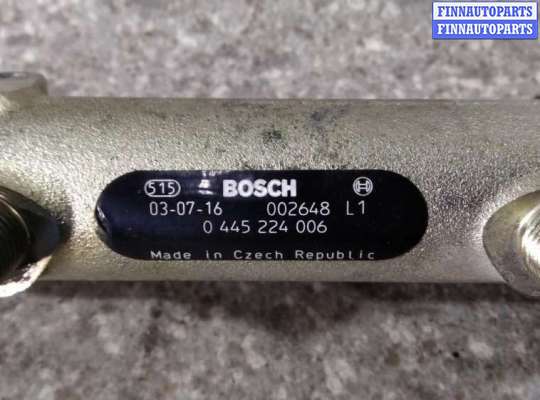 FINNAUTOPARTS
FINNAUTOPARTS
515 BOSCH
03-07-16 002648 L1
0 445 224 006
Made in Czech Republic